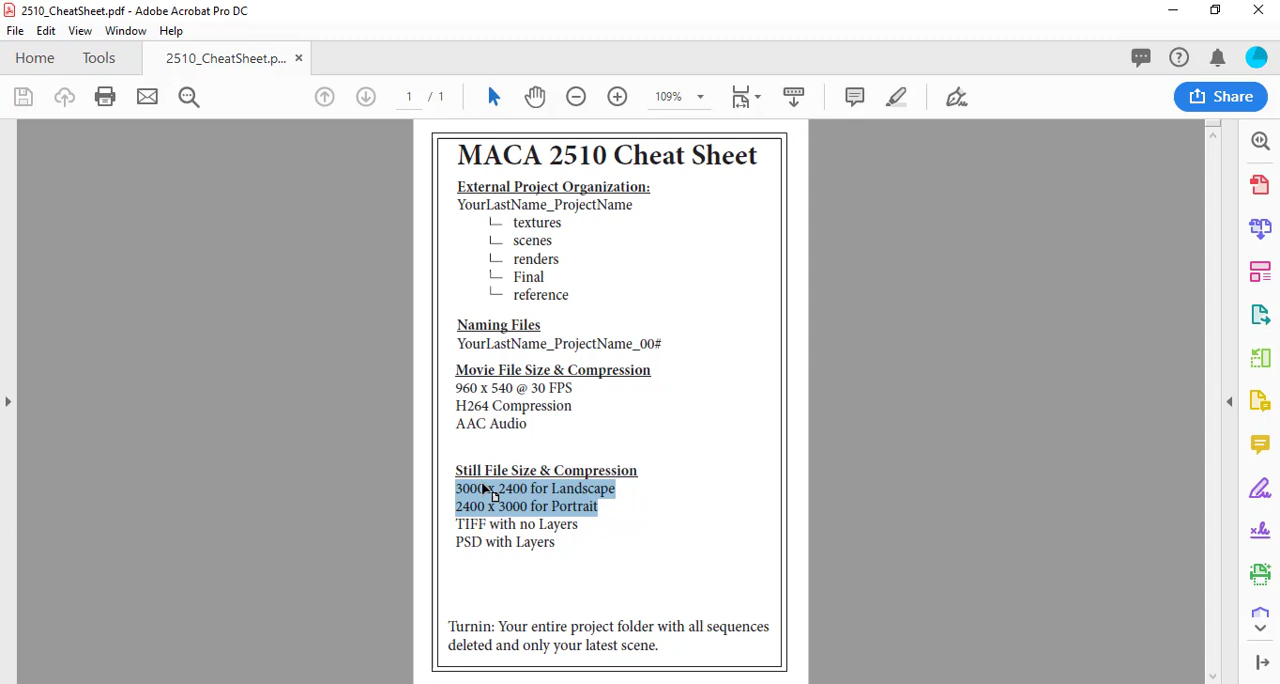 2510_CheatSheet.pdf - Adobe Acrobat Pro DC
File Edit View Window Help
Home Tools 2510_CheatSheet.p...
1 / 1 109% Share
MACA 2510 Cheat Sheet
External Project Organization:
YourLastName_ProjectName
textures
scenes
renders
Final
reference
Naming Files
YourLastName_ProjectName_00#
Movie File Size & Compression
960 x 540 @ 30 FPS
H264 Compression
AAC Audio
Still File Size & Compression
3000 x 2400 for Landscape
2400 x 3000 for Portrait
TIFF with no Layers
PSD with Layers
Turnin: Your entire project folder with all sequences
deleted and only your latest scene.